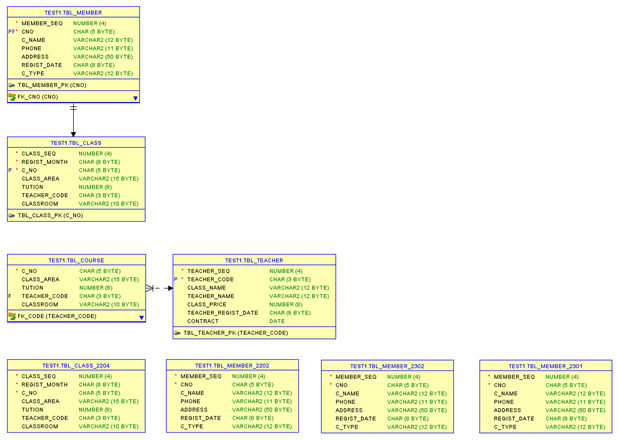 TEST1.TBL_MEMBER
* MEMBER_SEQ NUMBER (4)
PF* CNO CHAR (5 BYTE)
C_NAME VARCHAR2 (12 BYTE)
PHONE VARCHAR2 (11 BYTE)
ADDRESS VARCHAR2 (50 BYTE)
REGIST_DATE CHAR (8 BYTE)
C_TYPE VARCHAR2 (12 BYTE)
TBL_MEMBER_PK (CNO)
FK_CNO (CNO)
TEST1.TBL_CLASS
* CLASS_SEQ NUMBER (4)
* REGIST_MONTH CHAR (8 BYTE)
P * C_NO CHAR (5 BYTE)
CLASS_AREA VARCHAR2 (15 BYTE)
TUTION NUMBER (8)
TEACHER_CODE CHAR (3 BYTE)
CLASSROOM VARCHAR2 (10 BYTE)
TBL_CLASS_PK (C_NO)
TEST1.TBL_COURSE
* C_NO CHAR (5 BYTE)
CLASS_AREA VARCHAR2 (15 BYTE)
TUTION NUMBER (8)
F TEACHER_CODE CHAR (3 BYTE)
CLASSROOM VARCHAR2 (10 BYTE)
FK_CODE (TEACHER_CODE)
TEST1.TBL_TEACHER
* TEACHER_SEQ NUMBER (4)
P * TEACHER_CODE CHAR (3 BYTE)
CLASS_NAME VARCHAR2 (12 BYTE)
TEACHER_NAME VARCHAR2 (12 BYTE)
CLASS_PRICE NUMBER (8)
TEACHER_REGIST_DATE CHAR (8 BYTE)
CONTRACT DATE
TBL_TEACHER_PK (TEACHER_CODE)
TEST1.TBL_CLASS_2204
* CLASS_SEQ NUMBER (4)
* REGIST_MONTH CHAR (8 BYTE)
* C_NO CHAR (5 BYTE)
CLASS_AREA VARCHAR2 (15 BYTE)
TUTION NUMBER (8)
TEACHER_CODE CHAR (3 BYTE)
CLASSROOM VARCHAR2 (10 BYTE)
TEST1.TBL_MEMBER_2202
* MEMBER_SEQ NUMBER (4)
* CNO CHAR (5 BYTE)
C_NAME VARCHAR2 (12 BYTE)
PHONE VARCHAR2 (11 BYTE)
ADDRESS VARCHAR2 (50 BYTE)
REGIST_DATE CHAR (8 BYTE)
C_TYPE VARCHAR2 (12 BYTE)
TEST1.TBL_MEMBER_2302
* MEMBER_SEQ NUMBER (4)
* CNO CHAR (5 BYTE)
C_NAME VARCHAR2 (12 BYTE)
PHONE VARCHAR2 (11 BYTE)
ADDRESS VARCHAR2 (50 BYTE)
REGIST_DATE CHAR (8 BYTE)
C_TYPE VARCHAR2 (12 BYTE)
TEST1.TBL_MEMBER_2301
* MEMBER_SEQ NUMBER (4)
* CNO CHAR (5 BYTE)
C_NAME VARCHAR2 (12 BYTE)
PHONE VARCHAR2 (11 BYTE)
ADDRESS VARCHAR2 (50 BYTE)
REGIST_DATE CHAR (8 BYTE)
C_TYPE VARCHAR2 (12 BYTE)